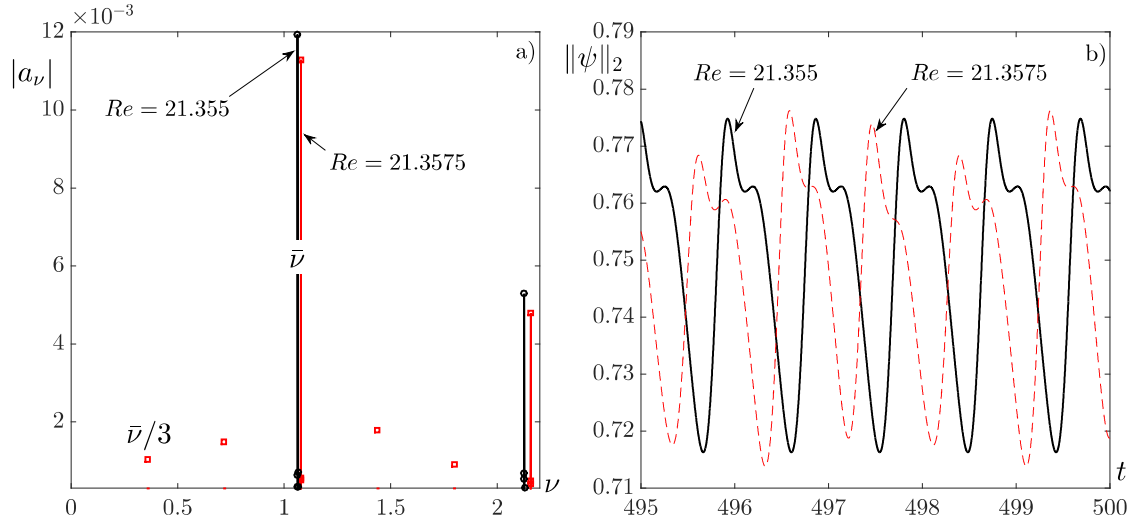 ×10⁻³
12
10
8
6
4
2
|a_ν|
a)
Re = 21.355
Re = 21.3575
ν̄
ν̄/3
0
0.5
1
1.5
2
ν
0.79
0.78
0.77
0.76
0.75
0.74
0.73
0.72
0.71
‖ψ‖₂
b)
Re = 21.355
Re = 21.3575
495
496
497
498
499
500
t